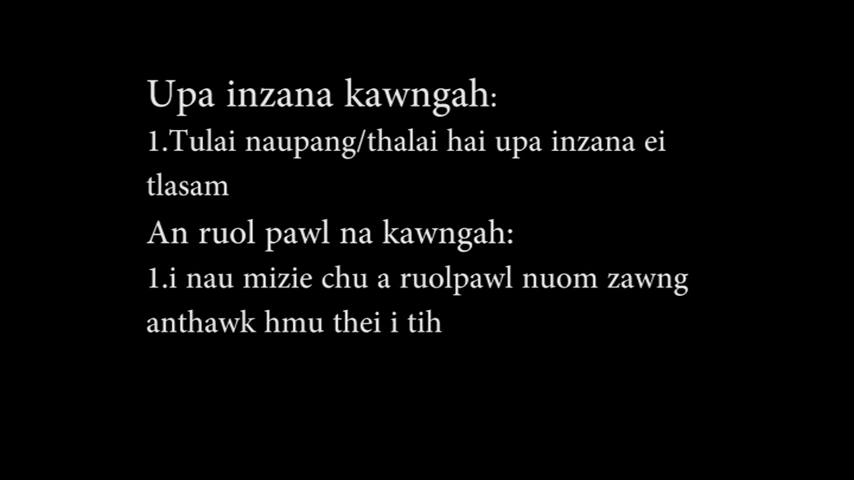 Upa inzana kawngah:
1.Tulai naupang/thalai hai upa inzana ei
tlasam
An ruol pawl na kawngah:
1.i nau mizie chu a ruolpawl nuom zawng
anthawk hmu thei i tih